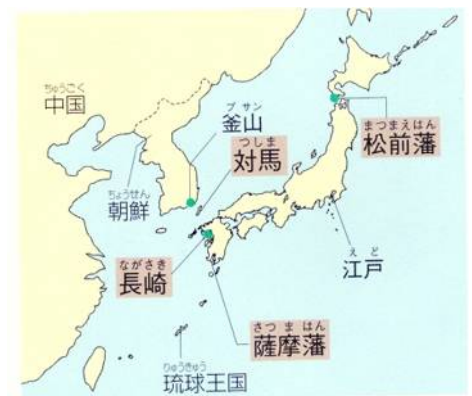 ちゅうごく
中国
プサン
釜山
つしま
対馬
まつまえはん
松前藩
ちょうせん
朝鮮
ながさき
長崎
えど
江戸
さつまはん
薩摩藩
りゅうきゅう
琉球王国